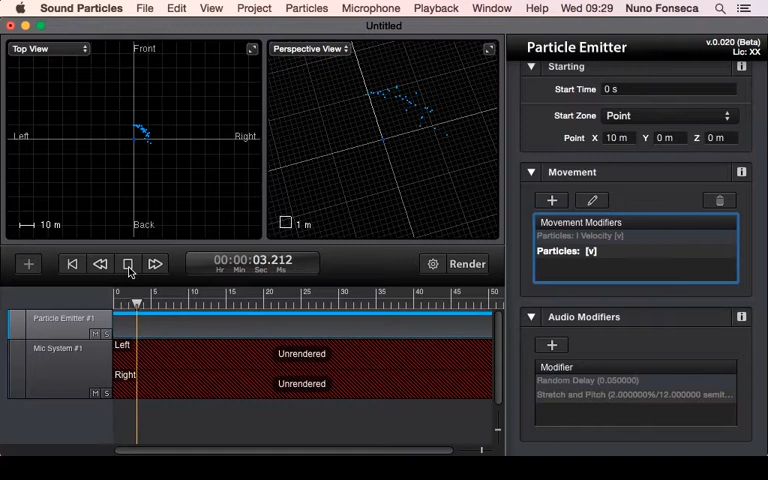 Sound Particles File Edit View Project Particles Microphone Playback Window Help Wed 09:29 Nuno Fonseca
Untitled
Top View
Front
Left
Right
Back
10 m
Perspective View
1 m
Particle Emitter
v.0.020 (Beta)
Lic: XX
Starting
Start Time 0 s
Start Zone Point
Point X 10 m Y 0 m Z 0 m
Movement
Movement Modifiers
Particles: I Velocity [v]
Particles: [v]
Audio Modifiers
Modifier
Random Delay (0.050000)
Stretch and Pitch (2.000000%/12.000000 semit...
00:00:03.212
Hr Min Sec Ms
Render
0 5 10 15 20 25 30 35 40 45 50
Particle Emitter #1
M S
Mic System #1
M S
Left
Unrendered
Right
Unrendered